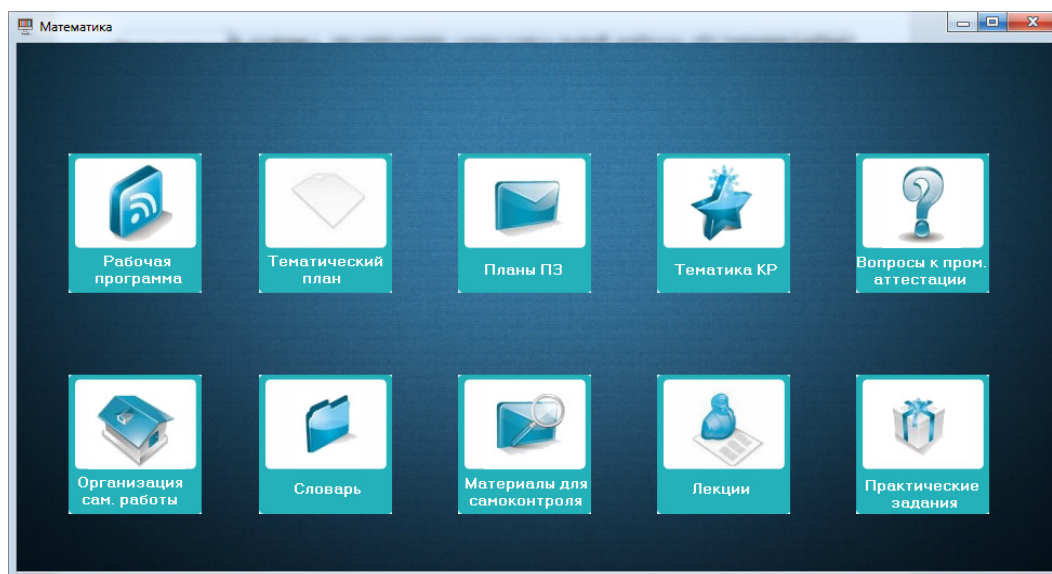 Математика
Рабочая
программа
Тематический
план
Планы ПЗ
Тематика КР
Вопросы к пром.
аттестации
Организация
сам. работы
Словарь
Материалы для
самоконтроля
Лекции
Практические
задания